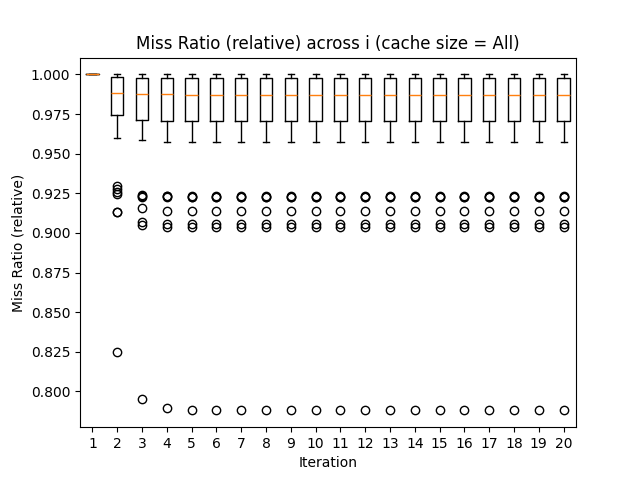 Miss Ratio (relative) across i (cache size = All)
1.000
0.975
0.950
0.925
0.900
0.875
0.850
0.825
0.800
Miss Ratio (relative)
1 2 3 4 5 6 7 8 9 10 11 12 13 14 15 16 17 18 19 20
Iteration